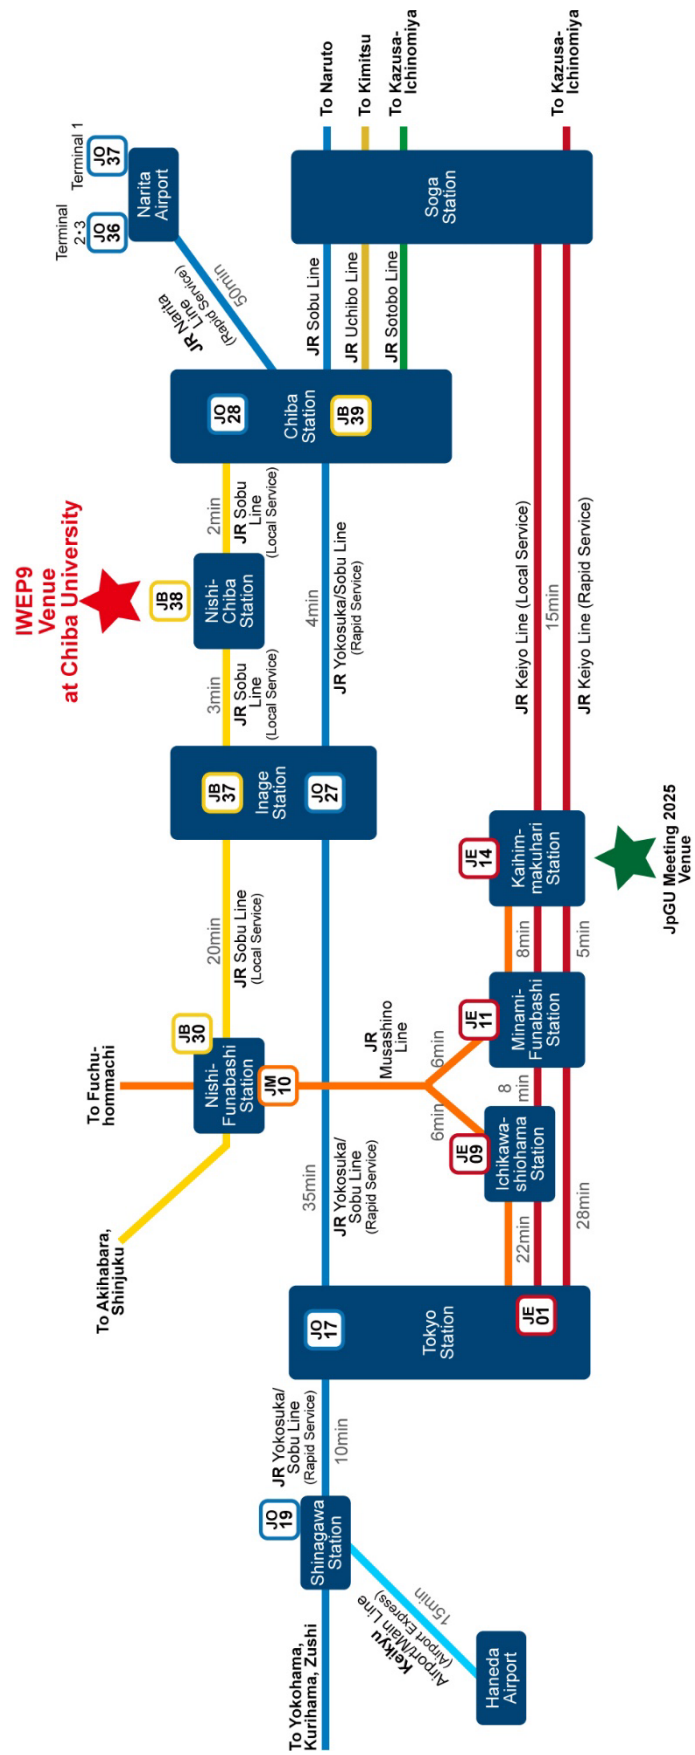 IWEP9
Venue
at Chiba University
Terminal
2・3
JO
36
Terminal 1
JO
37
Narita
Airport
JR Narita
Line
(Rapid Service)
50min
To Fuchu-
hommachi
To Akihabara,
Shinjuku
JB
30
Nishi-
Funabashi
Station
JM
10
20min
JR Sobu Line
(Local Service)
JB
37
Inage
Station
JO
27
3min
JR Sobu
Line
(Local Service)
JB
38
Nishi-
Chiba
Station
2min
JR Sobu
Line
(Local Service)
JO
28
Chiba
Station
JB
39
To Yokohama,
Kurihama, Zushi
JO
19
Shinagawa
Station
JR Yokosuka/
Sobu Line
(Rapid Service)
10min
JO
17
Tokyo
Station
JE
01
35min
JR Yokosuka/
Sobu Line
(Rapid Service)
4min
JR Yokosuka/Sobu Line
(Rapid Service)
JR Sobu Line
JR Uchibo Line
JR Sotobo Line
Soga
Station
To Naruto
To Kimitsu
To Kazusa-
Ichinomiya
To Kazusa-
Ichinomiya
Keikyu
Airport/Main Line
(Airport Express)
15min
Haneda
Airport
JR
Musashino
Line
6min
6min
JE
09
Ichikawa-
shiohama
Station
JE
11
Minami-
Funabashi
Station
JE
14
Kaihim-
makuhari
Station
22min
8
min
8min
28min
5min
JR Keiyo Line (Local Service)
15min
JR Keiyo Line (Rapid Service)
JpGU Meeting 2025
Venue